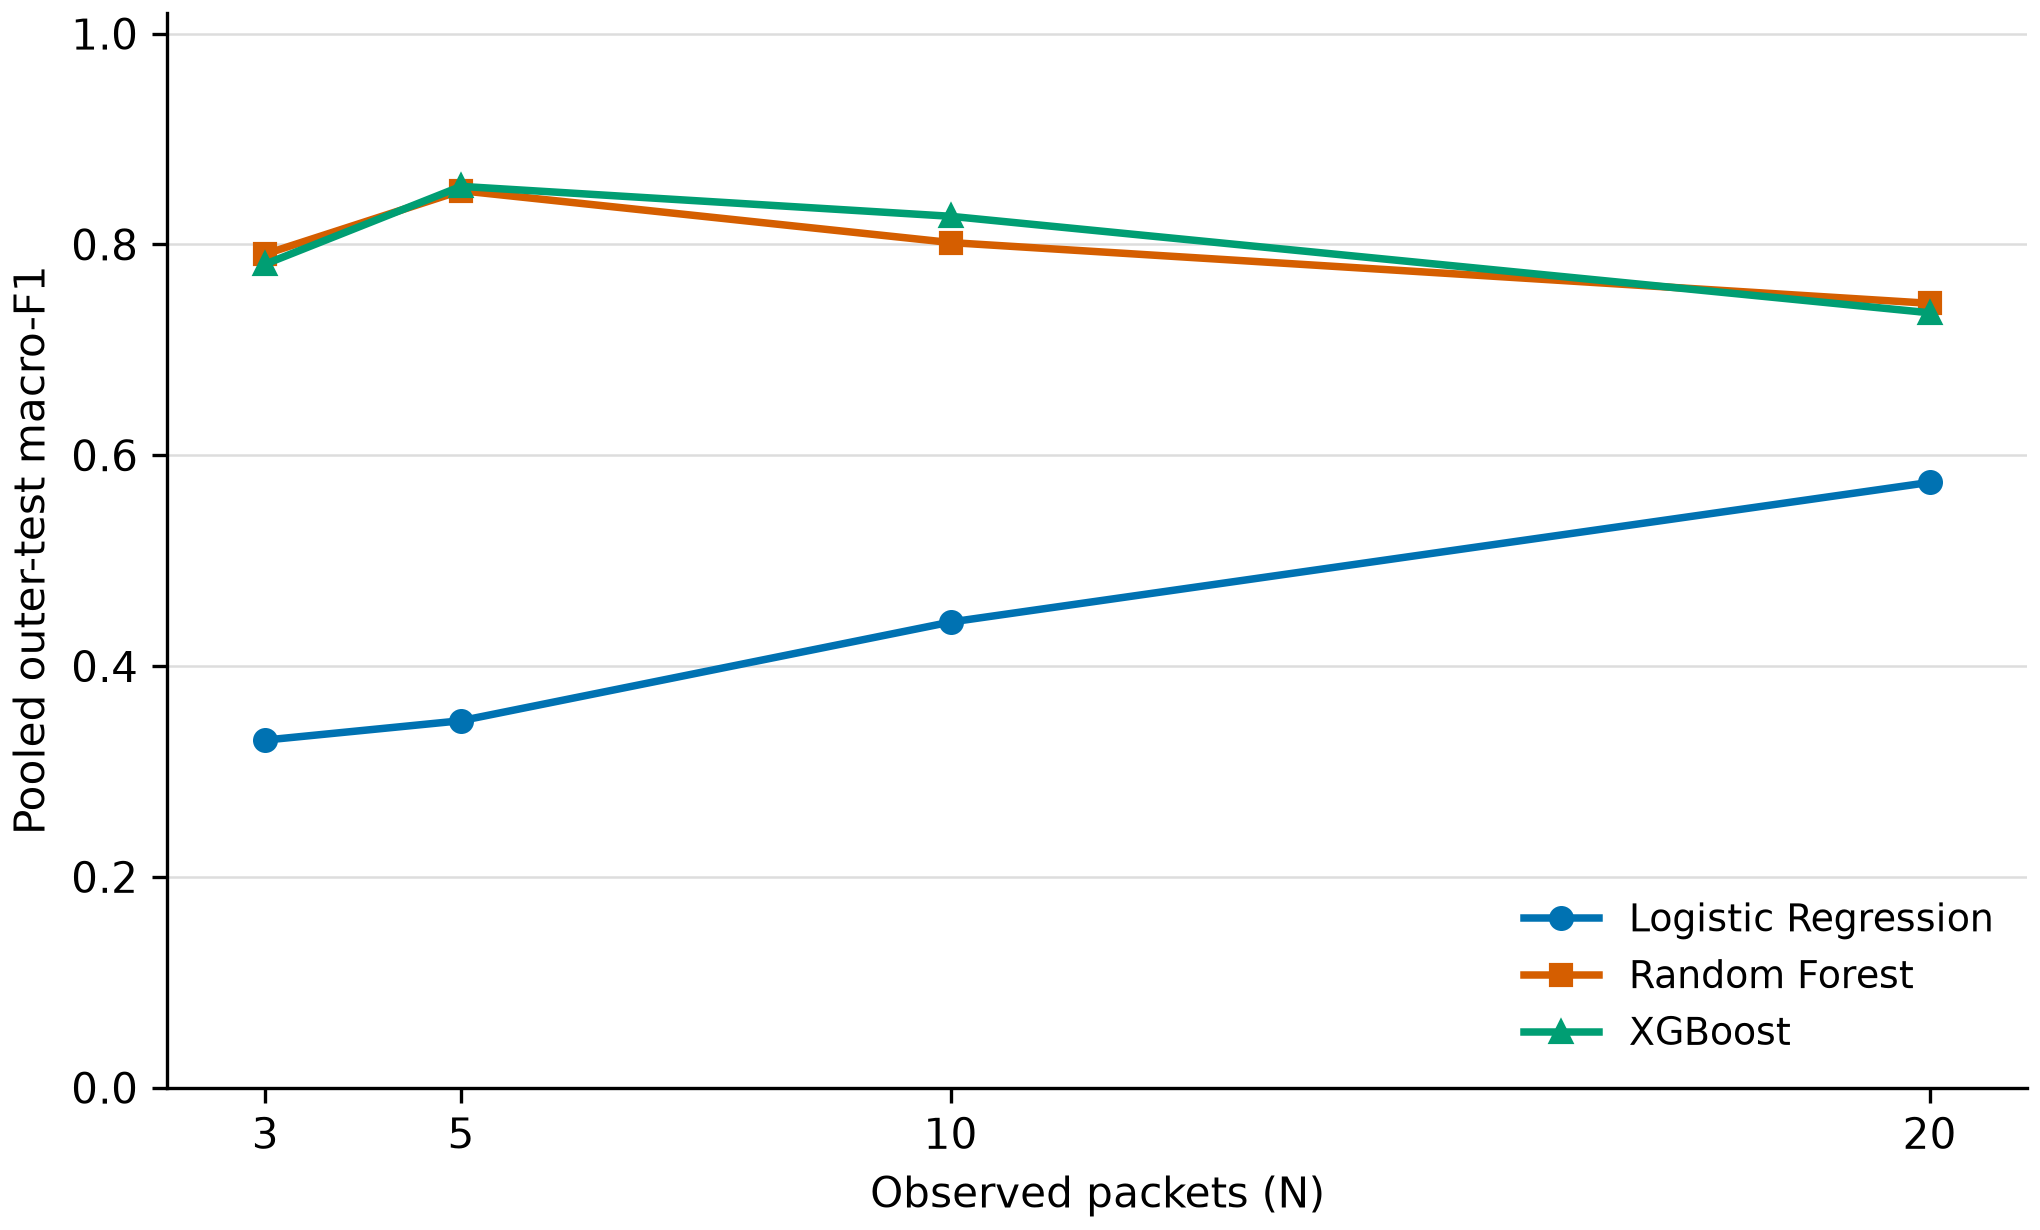 1.0
0.8
0.6
0.4
0.2
0.0
Pooled outer-test macro-F1
3 5 10 20
Observed packets (N)
Logistic Regression
Random Forest
XGBoost